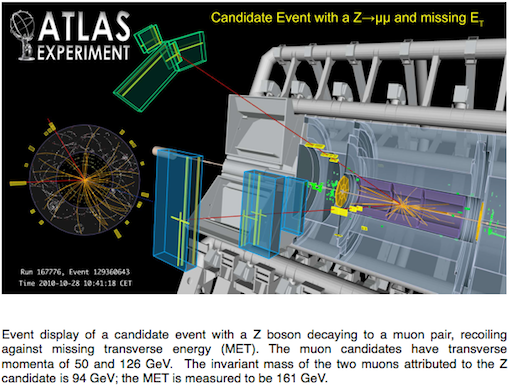 ATLAS
EXPERIMENT
Candidate Event with a Z→μμ and missing ET
Run 167776, Event 129360643
Time 2010-10-28 10:41:18 CET
Event display of a candidate event with a Z boson decaying to a muon pair, recoiling
against missing transverse energy (MET). The muon candidates have transverse
momenta of 50 and 126 GeV. The invariant mass of the two muons attributed to the Z
candidate is 94 GeV; the MET is measured to be 161 GeV.